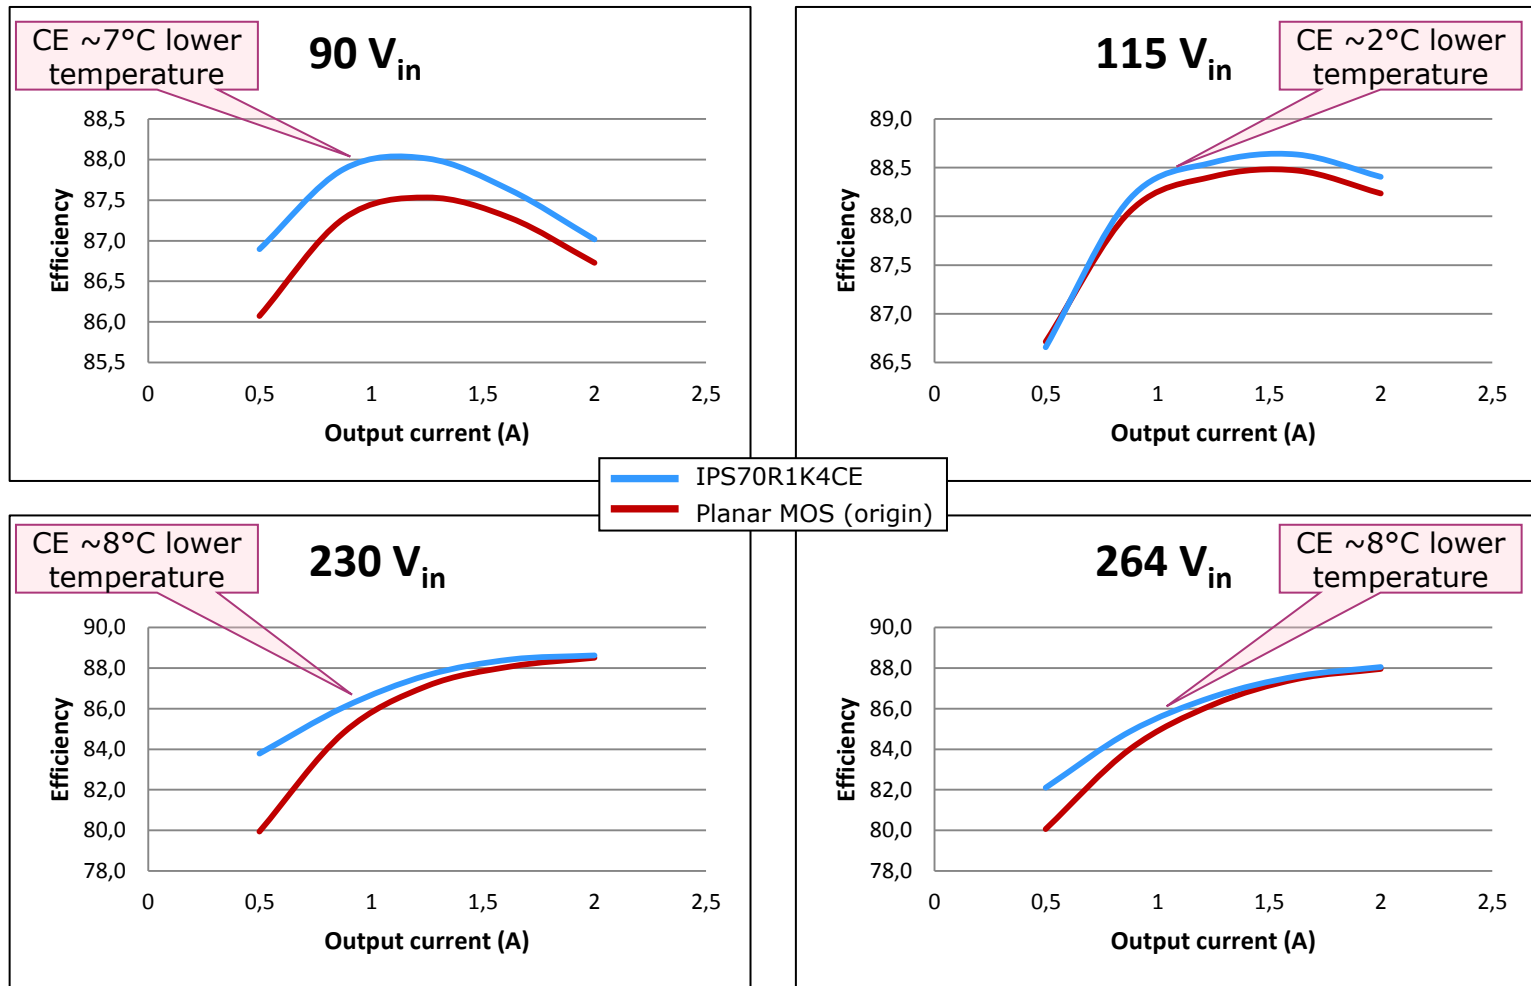 CE ~7°C lower
temperature
90 Vin
88,5
88,0
87,5
87,0
86,5
86,0
85,5
Efficiency
0 0,5 1 1,5 2 2,5
Output current (A)
CE ~2°C lower
temperature
115 Vin
89,0
88,5
88,0
87,5
87,0
86,5
Efficiency
0 0,5 1 1,5 2 2,5
Output current (A)
IPS70R1K4CE
Planar MOS (origin)
CE ~8°C lower
temperature
230 Vin
90,0
88,0
86,0
84,0
82,0
80,0
78,0
Efficiency
0 0,5 1 1,5 2 2,5
Output current (A)
CE ~8°C lower
temperature
264 Vin
90,0
88,0
86,0
84,0
82,0
80,0
78,0
Efficiency
0 0,5 1 1,5 2 2,5
Output current (A)